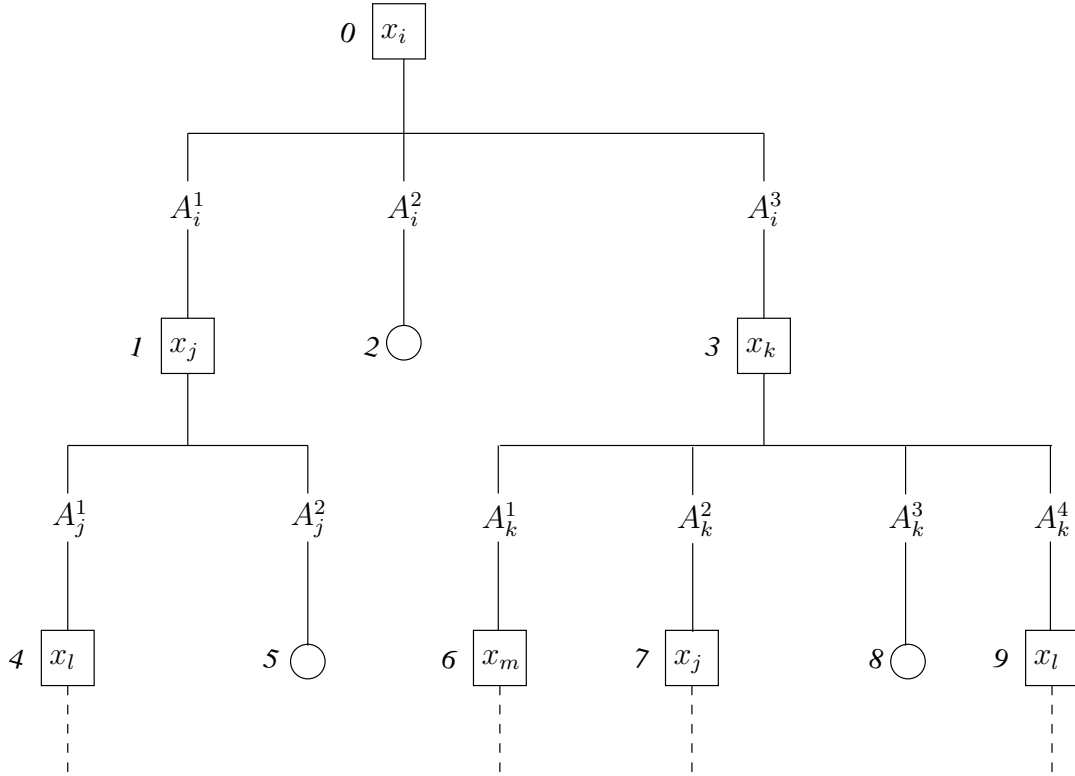 0 x_i
A_i^1 A_i^2 A_i^3
1 x_j 2 3 x_k
A_j^1 A_j^2 A_k^1 A_k^2 A_k^3 A_k^4
4 x_l 5 6 x_m 7 x_j 8 9 x_l